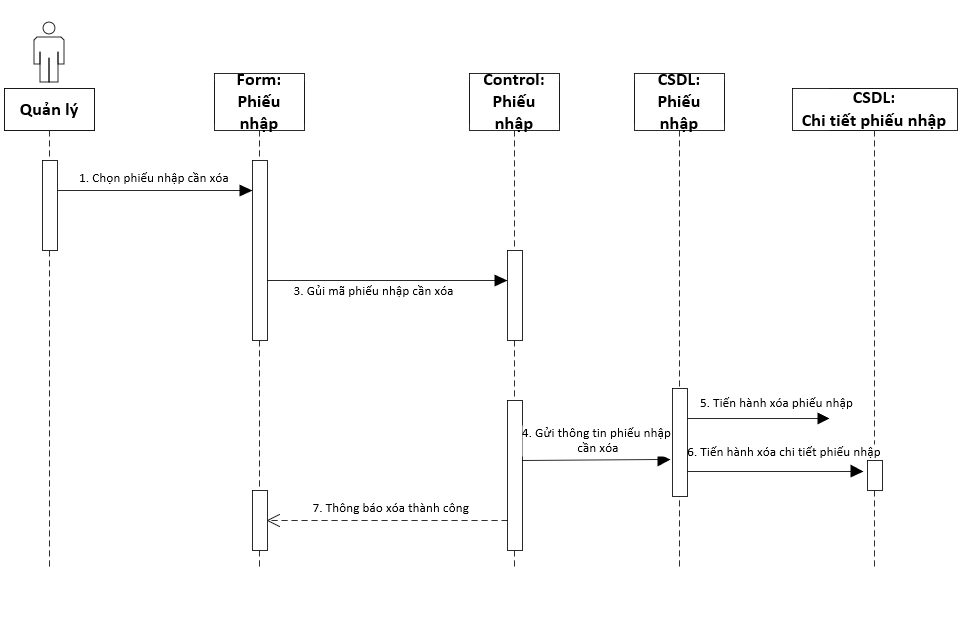 Quản lý
Form:
Phiếu
nhập
Control:
Phiếu
nhập
CSDL:
Phiếu
nhập
CSDL:
Chi tiết phiếu nhập
1. Chọn phiếu nhập cần xóa
3. Gủi mã phiếu nhập cần xóa
5. Tiến hành xóa phiếu nhập
4. Gửi thông tin phiếu nhập
cần xóa
6. Tiến hành xóa chi tiết phiếu nhập
7. Thông báo xóa thành công